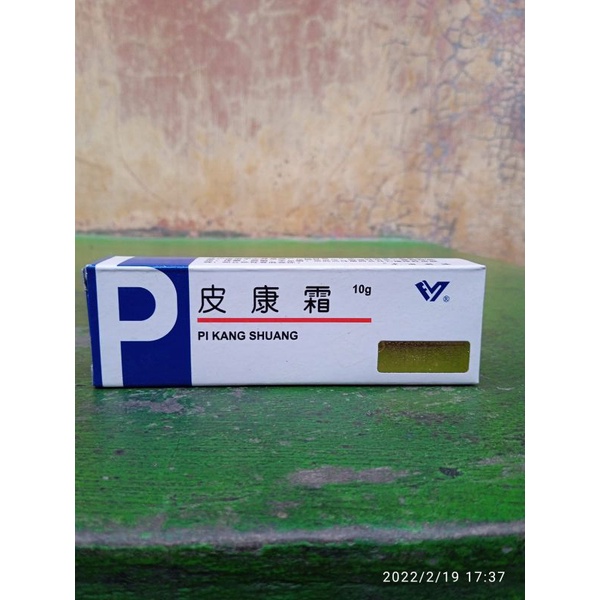 P
皮康霜 10g
®
PI KANG SHUANG
2022/2/19 17:37